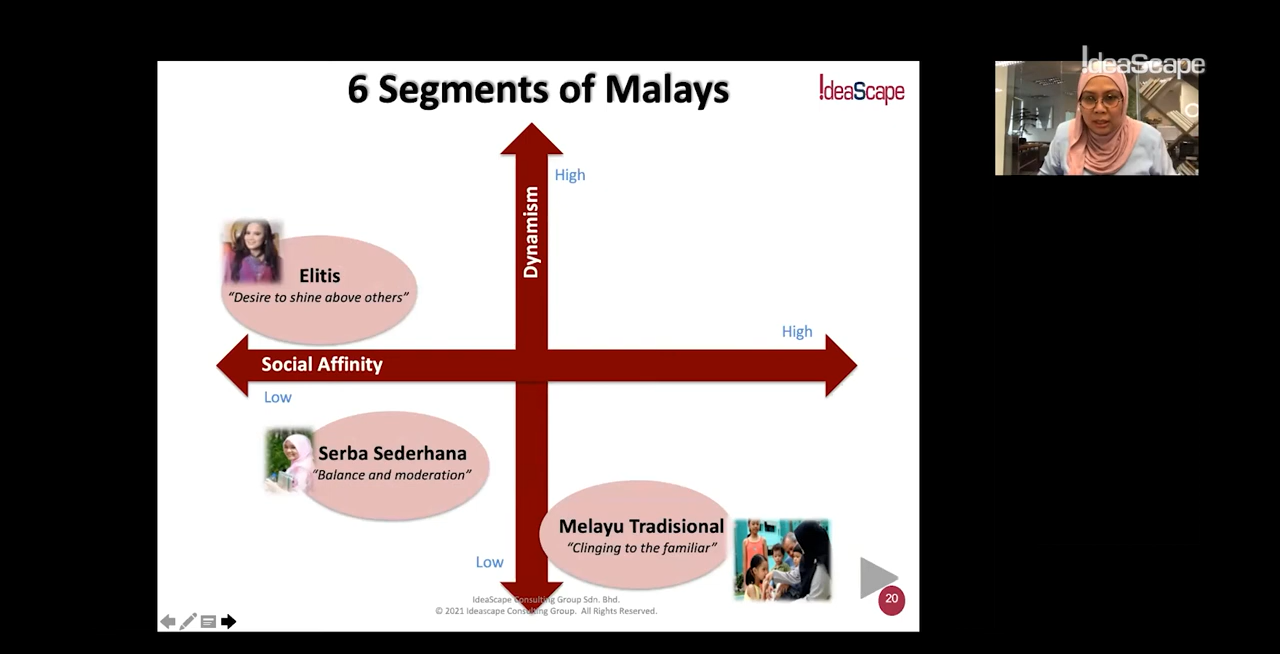 6 Segments of Malays
!deaScape
!deaScape
High
Dynamism
Elitis
“Desire to shine above others”
High
Social Affinity
Low
Serba Sederhana
“Balance and moderation”
Melayu Tradisional
“Clinging to the familiar”
Low
20
IdeaScape Consulting Group Sdn. Bhd.
© 2021 Ideascape Consulting Group. All Rights Reserved.